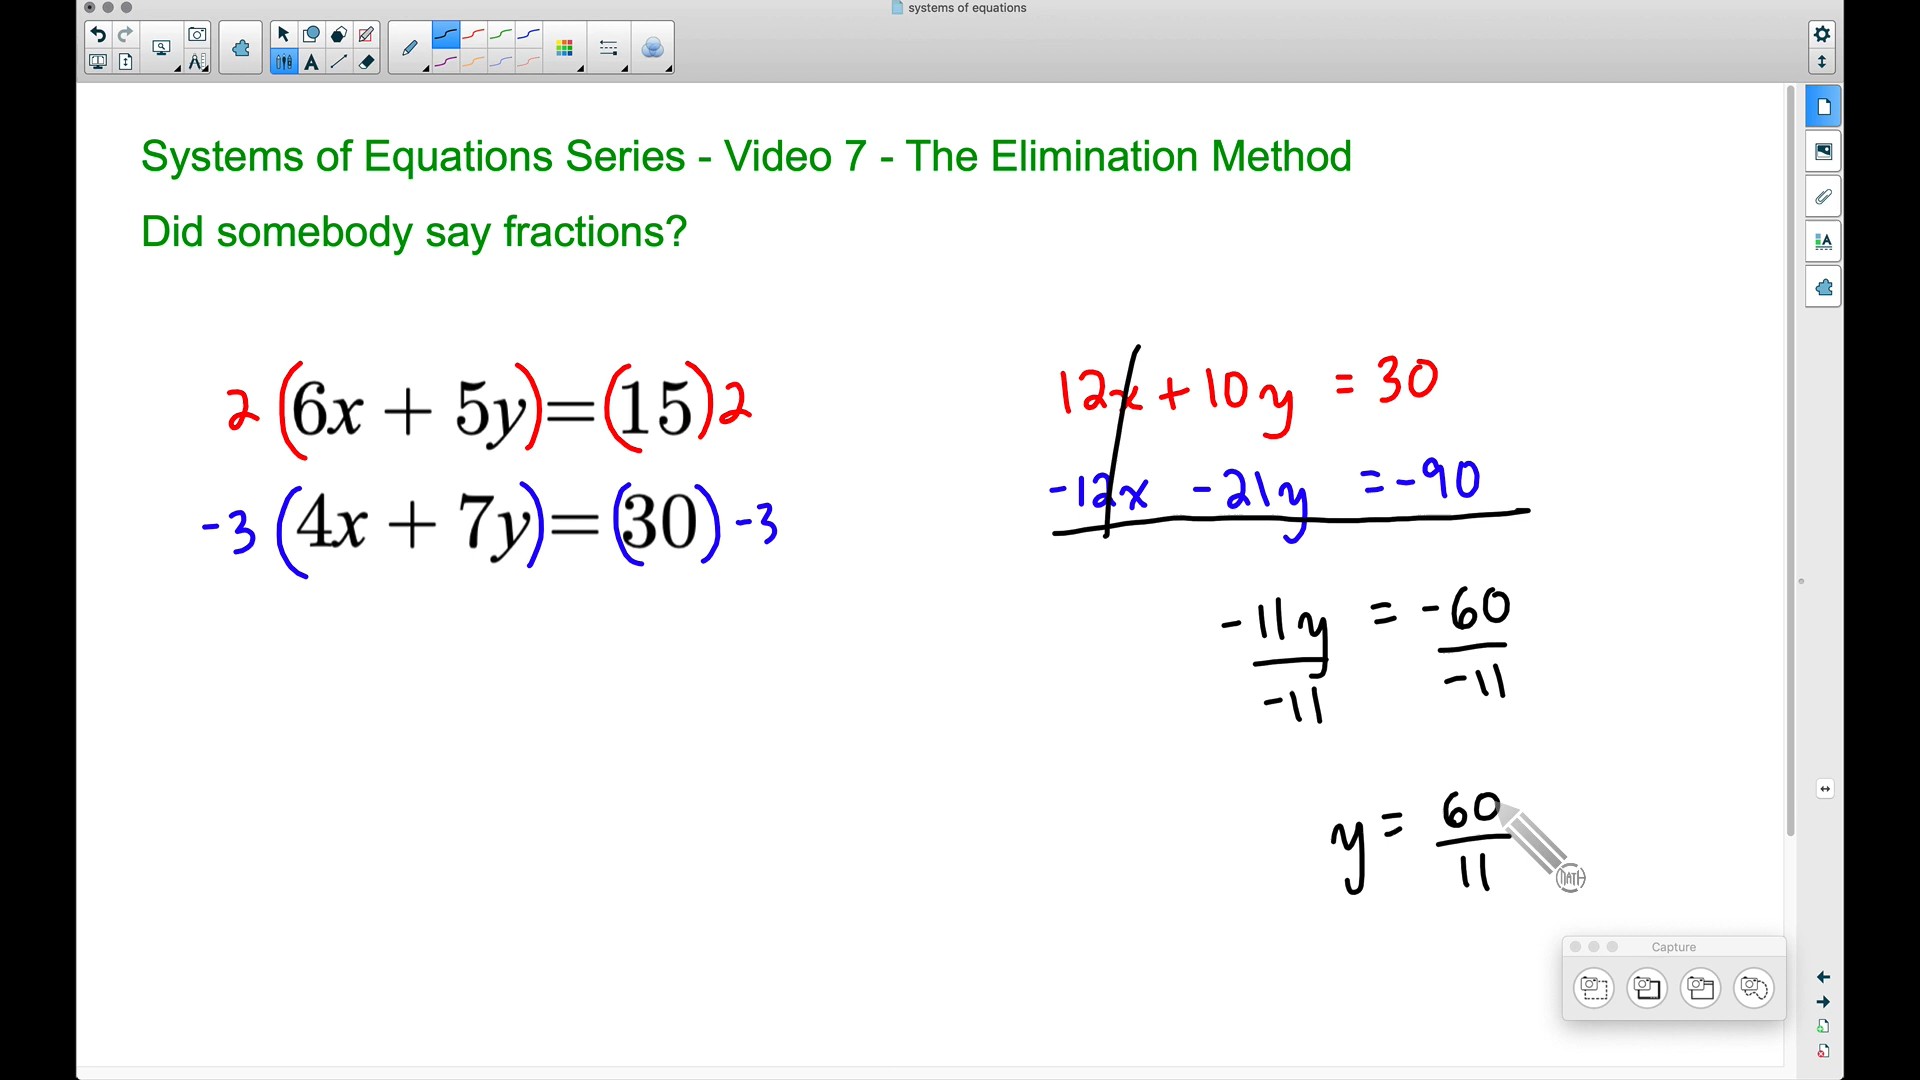 systems of equations
Systems of Equations Series - Video 7 - The Elimination Method
Did somebody say fractions?
2 (6x + 5y) = (15) 2
-3 (4x + 7y) = (30) -3
12x + 10y = 30
-12x - 21y = -90
-11y = -60
-11 -11
y = 60
11
MATH
Capture